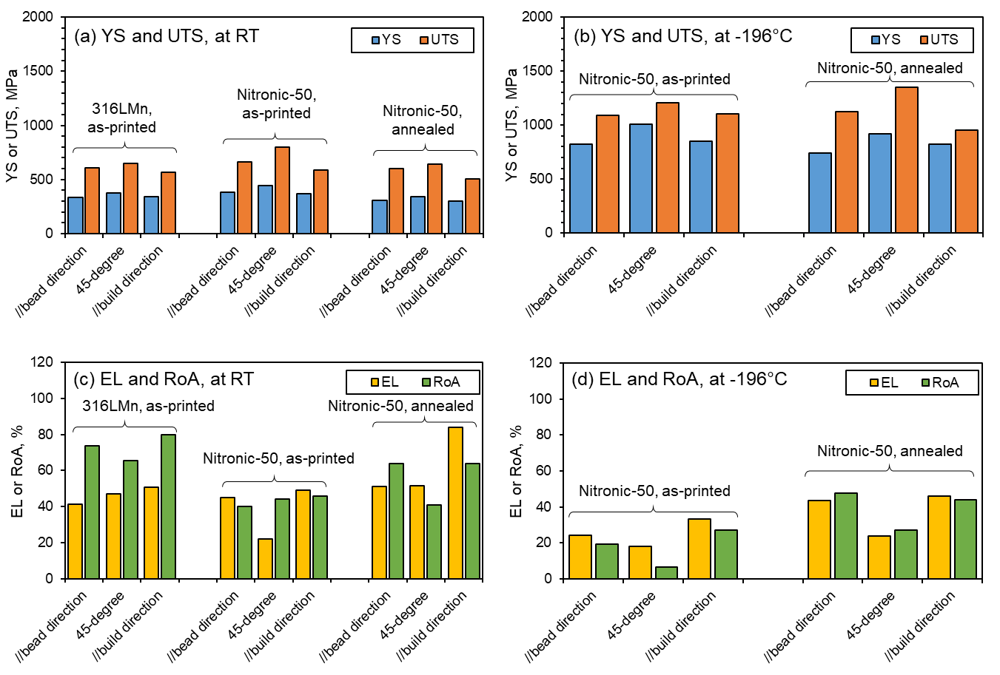 (a) YS and UTS, at RT
YS UTS
YS or UTS, MPa
2000
1500
1000
500
0
316LMn,
as-printed
Nitronic-50,
as-printed
Nitronic-50,
annealed
//bead direction
45-degree
//build direction
//bead direction
45-degree
//build direction
//bead direction
45-degree
//build direction
(b) YS and UTS, at -196°C
YS UTS
YS or UTS, MPa
2000
1500
1000
500
0
Nitronic-50, as-printed
Nitronic-50, annealed
//bead direction
45-degree
//build direction
//bead direction
45-degree
//build direction
(c) EL and RoA, at RT
EL RoA
EL or RoA, %
120
100
80
60
40
20
0
316LMn, as-printed
Nitronic-50, as-printed
Nitronic-50, annealed
//bead direction
45-degree
//build direction
//bead direction
45-degree
//build direction
//bead direction
45-degree
//build direction
(d) EL and RoA, at -196°C
EL RoA
EL or RoA, %
120
100
80
60
40
20
0
Nitronic-50, as-printed
Nitronic-50, annealed
//bead direction
45-degree
//build direction
//bead direction
45-degree
//build direction